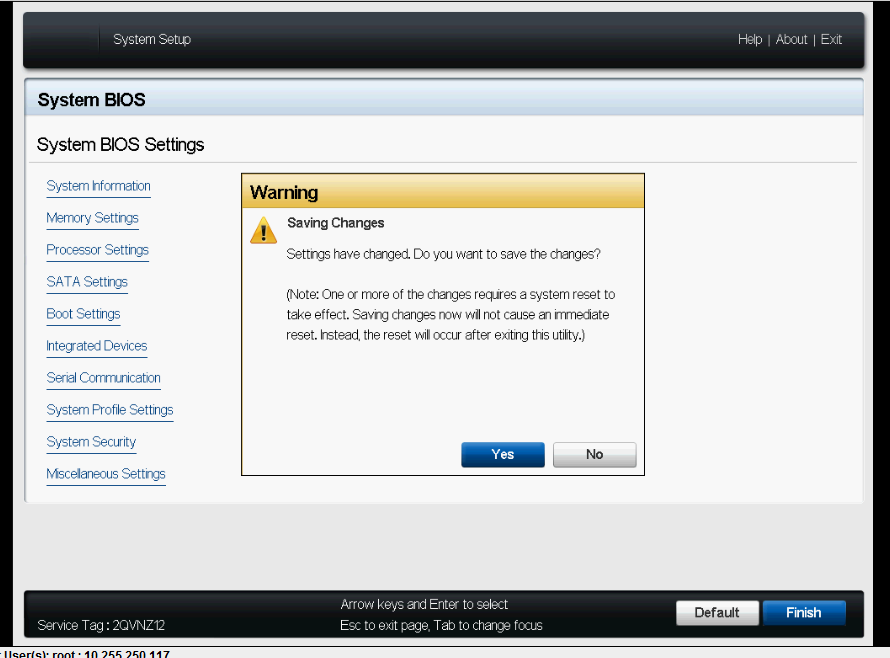 System Setup
Help | About | Exit
System BIOS
System BIOS Settings
System Information
Memory Settings
Processor Settings
SATA Settings
Boot Settings
Integrated Devices
Serial Communication
System Profile Settings
System Security
Miscellaneous Settings
Warning
Saving Changes
Settings have changed. Do you want to save the changes?
(Note: One or more of the changes requires a system reset to
take effect. Saving changes now will not cause an immediate
reset. Instead, the reset will occur after exiting this utility.)
Yes
No
Service Tag : 2QVNZ12
Arrow keys and Enter to select
Esc to exit page, Tab to change focus
Default
Finish
User(s): root : 10.255.250.117